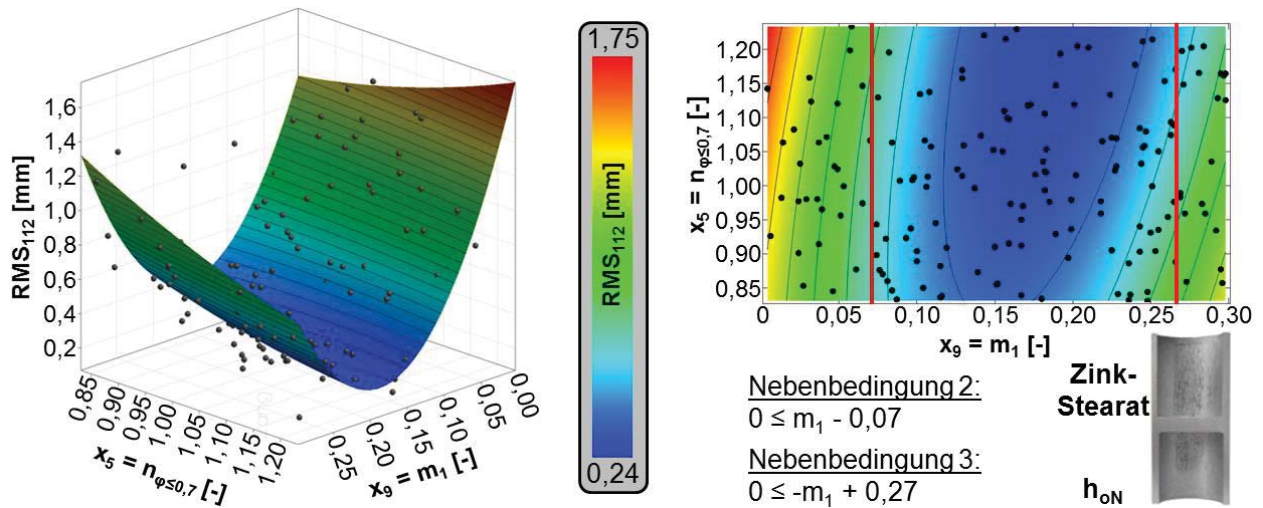 RMS112 [mm]
1,6
1,4
1,2
1,0
0,8
0,6
0,4
0,2
0,85
0,90
0,95
1,00
1,05
1,10
1,15
1,20
x5 = nφ≤0,7 [-]
0,25
0,20
0,15
0,10
0,05
0,00
x9 = m1 [-]
1,75
RMS112 [mm]
0,24
x5 = nφ≤0,7 [-]
1,20
1,15
1,10
1,05
1,00
0,95
0,90
0,85
0 0,05 0,10 0,15 0,20 0,25 0,30
x9 = m1 [-]
Nebenbedingung 2:
0 ≤ m1 - 0,07
Nebenbedingung 3:
0 ≤ -m1 + 0,27
Zink-
Stearat
hoN